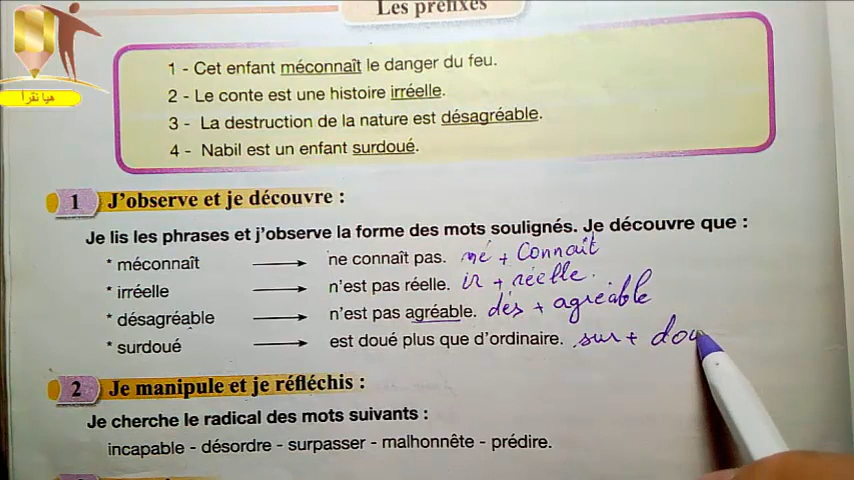 Les préfixes
هيا نقرأ
1 - Cet enfant méconnaît le danger du feu.
2 - Le conte est une histoire irréelle.
3 - La destruction de la nature est désagréable.
4 - Nabil est un enfant surdoué.
1 J'observe et je découvre :
Je lis les phrases et j'observe la forme des mots soulignés. Je découvre que :
* méconnaît ne connaît pas. mé + Connaît
* irréelle n'est pas réelle. ir + réelle.
* désagréable n'est pas agréable. dés + agréable
* surdoué est doué plus que d'ordinaire. sur + dou
2 Je manipule et je réfléchis :
Je cherche le radical des mots suivants :
incapable - désordre - surpasser - malhonnête - prédire.